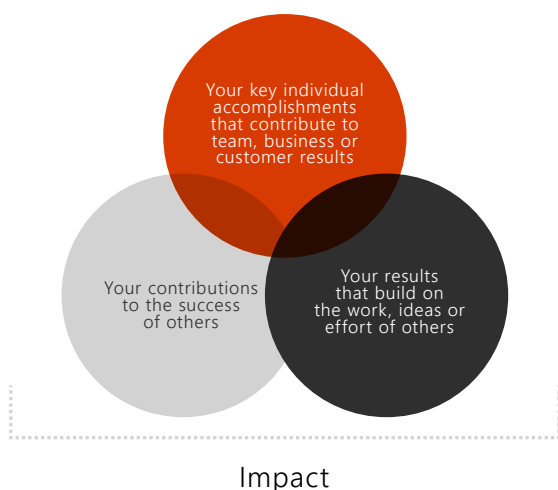 Your key individual
accomplishments
that contribute to
team, business or
customer results
Your contributions
to the success
of others
Your results
that build on
the work, ideas or
effort of others
Impact